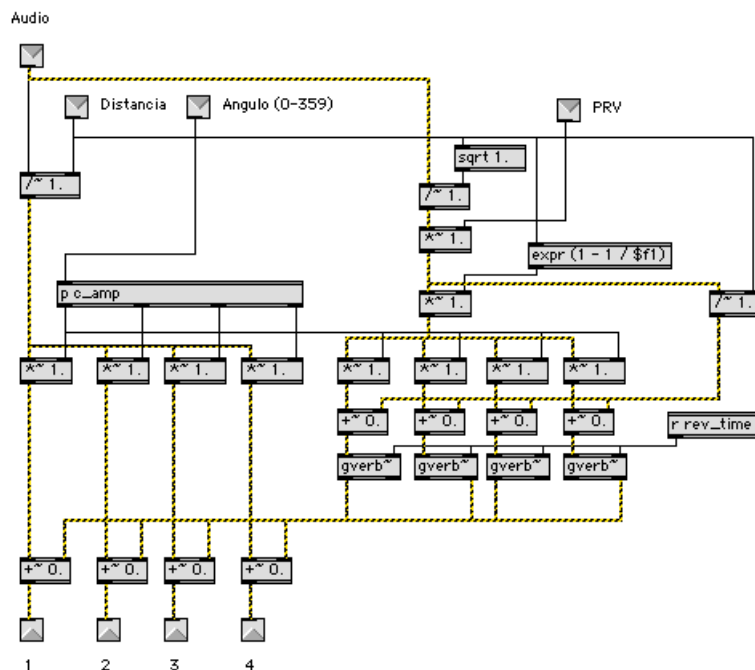 Audio
Distancia
Angulo (0-359)
PRV
sqrt 1.
/~ 1.
/~ 1.
*~ 1.
expr (1 - 1 / $f1)
p c_amp
*~ 1.
/~ 1.
*~ 1.
*~ 1.
*~ 1.
*~ 1.
*~ 1.
*~ 1.
*~ 1.
*~ 1.
+~ 0.
+~ 0.
+~ 0.
+~ 0.
r rev_time
gverb~
gverb~
gverb~
gverb~
+~ 0.
+~ 0.
+~ 0.
+~ 0.
1
2
3
4